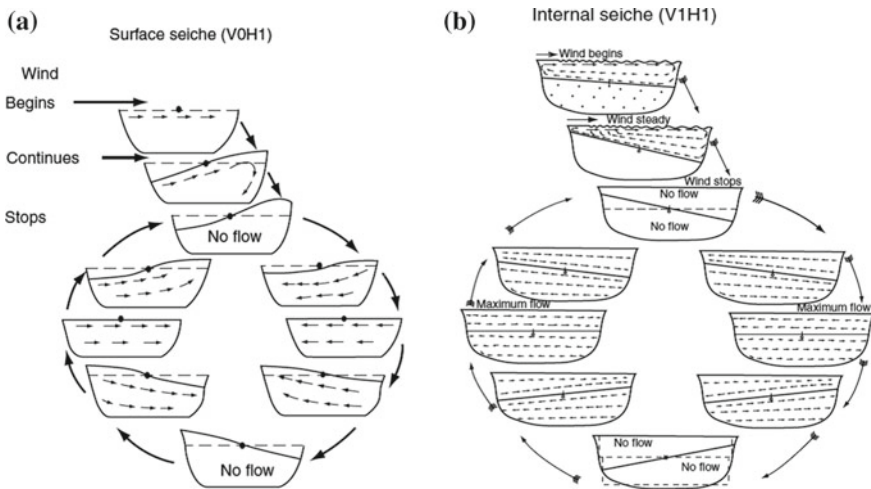 (a)
Surface seiche (V0H1)
Wind
Begins
Continues
Stops
No flow
No flow
(b)
Internal seiche (V1H1)
Wind begins
Wind steady
Wind stops
No flow
No flow
Maximum flow
Maximum flow
No flow
No flow